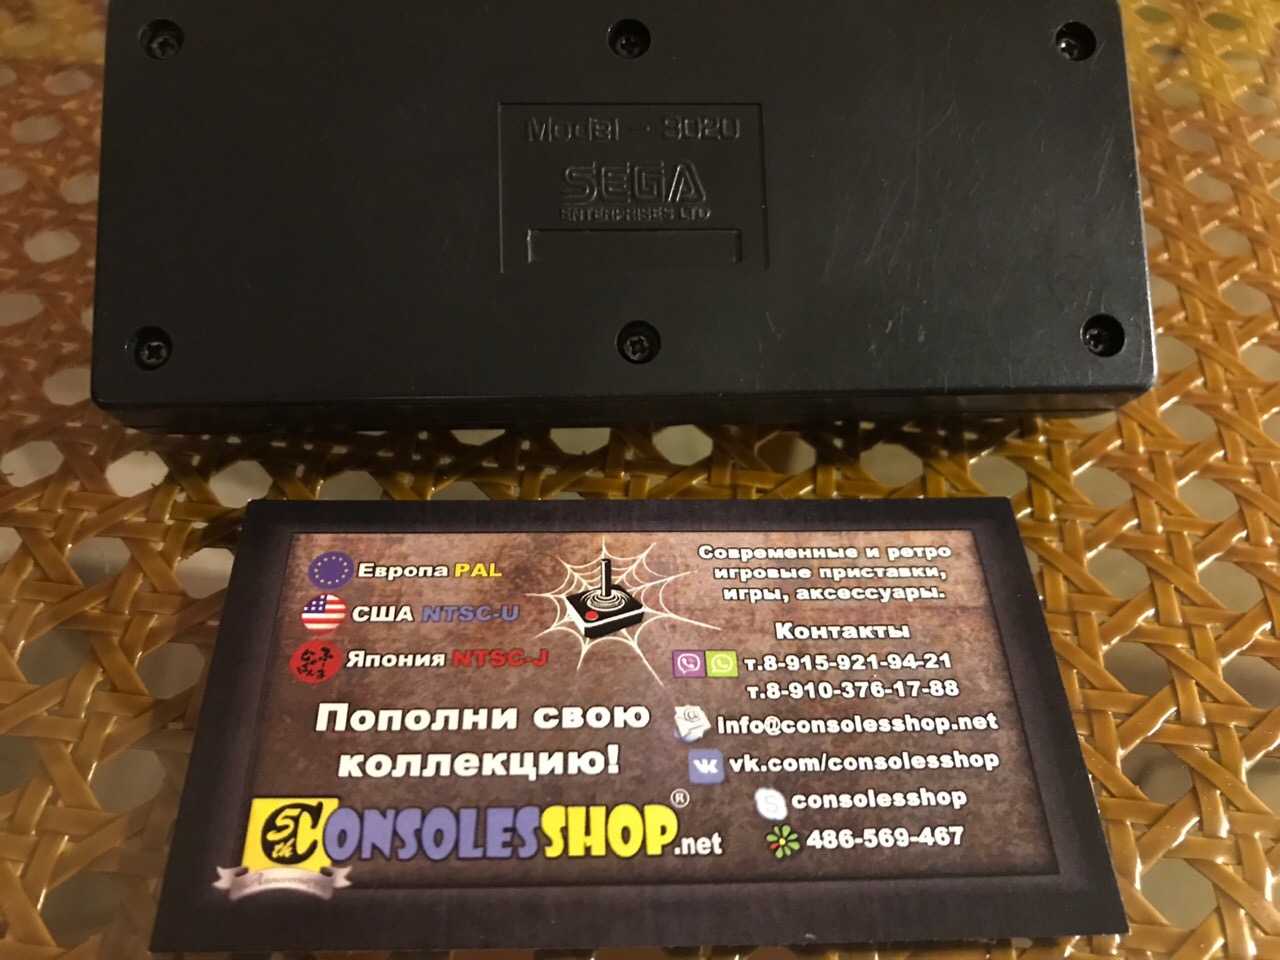 Model - 3020
SEGA
ENTERPRISES LTD
Европа PAL
США NTSC-U
Япония NTSC-J
Пополни свою
коллекцию!
5th
CONSOLESSHOP.net
®
Современные и ретро
игровые приставки,
игры, аксессуары.
Контакты
т.8-915-921-94-21
т.8-910-376-17-88
info@consolesshop.net
vk.com/consolesshop
consolesshop
486-569-467